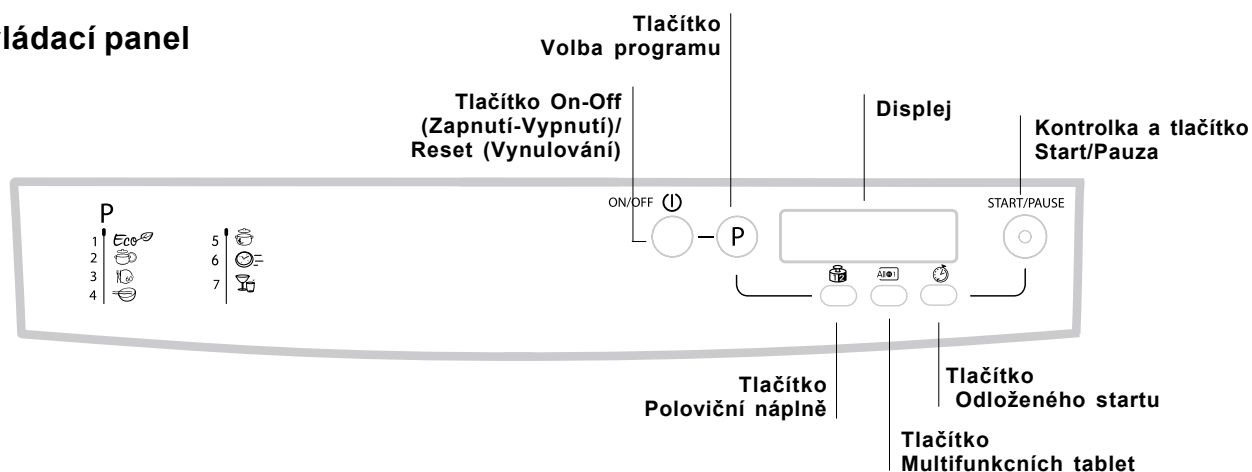 vládací panel
Tlačítko
Volba programu
Tlačítko On-Off
(Zapnutí-Vypnutí)/
Reset (Vynulování)
Displej
Kontrolka a tlačítko
Start/Pauza
P
1 Eco
2
3
4
5
6
7
ON/OFF
P
START/PAUSE
Tlačítko
Poloviční náplně
Tlačítko
Odloženého startu
Tlačítko
Multifunkcních tablet